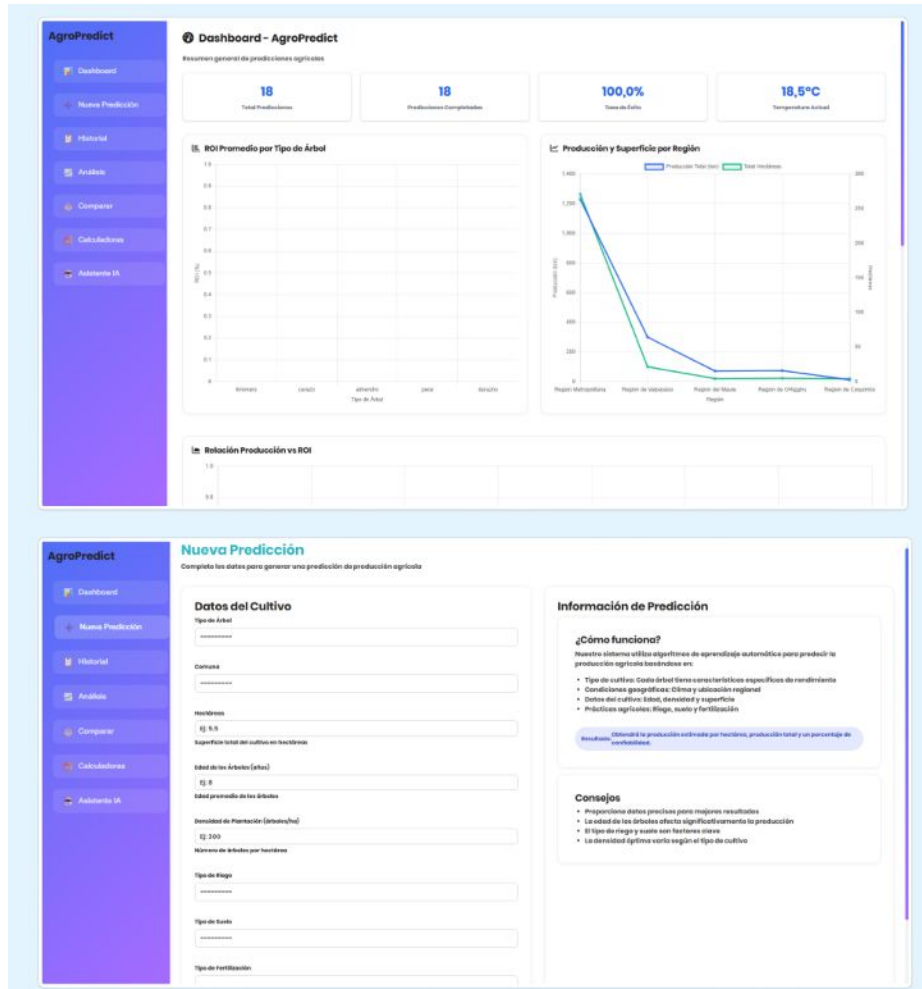 AgroPredict
Dashboard
Nueva Predicción
Historial
Análisis
Comparar
Calculadoras
Asistente IA
Dashboard - AgroPredict
Resumen general de predicciones agrícolas
18
Total Predicciones
18
Predicciones Completadas
100,0%
Tasa de Éxito
18,5°C
Temperatura Actual
ROI Promedio por Tipo de Árbol
1.0
0.9
0.8
0.7
0.6
0.5
0.4
0.3
0.2
0.1
0
ROI (%)
cerezo
almendro
durazno
Tipo de Árbol
Producción y Superficie por Región
Producción Total (ton)
Total Hectáreas
1,400
1,200
1,000
800
600
400
200
0
Producción (ton)
300
250
200
150
100
50
0
Hectáreas
Región Metropolitana
Región de Valparaíso
Región del Maule
Región de O'Higgins
Región de Coquimbo
Región
Relación Producción vs ROI
1.0
0.9
AgroPredict
Dashboard
Nueva Predicción
Historial
Análisis
Comparar
Calculadoras
Asistente IA
Nueva Predicción
Completa los datos para generar una predicción de producción agrícola
Datos del Cultivo
Tipo de Árbol
---------
Comuna
---------
Hectáreas
Ej: 5.5
Superficie total del cultivo en hectáreas
Edad de los Árboles (años)
Ej: 8
Edad promedio de los árboles
Densidad de Plantación (árboles/ha)
Ej: 200
Número de árboles por hectárea
Tipo de Riego
---------
Tipo de Suelo
---------
Tipo de Fertilización
Información de Predicción
¿Cómo funciona?
Nuestro sistema utiliza algoritmos de aprendizaje automático para predecir la
producción agrícola basándose en:
• Tipo de cultivo: Cada árbol tiene características específicas de rendimiento
• Condiciones geográficas: Clima y ubicación regional
• Datos del cultivo: Edad, densidad y superficie
• Prácticas agrícolas: Riego, suelo y fertilización
Resultado: Obtendrá la producción estimada por hectárea, producción total y un porcentaje de
confiabilidad.
Consejos
• Proporcione datos precisos para mejores resultados
• La edad de los árboles afecta significativamente la producción
• El tipo de riego y suelo son factores clave
• La densidad óptima varía según el tipo de cultivo